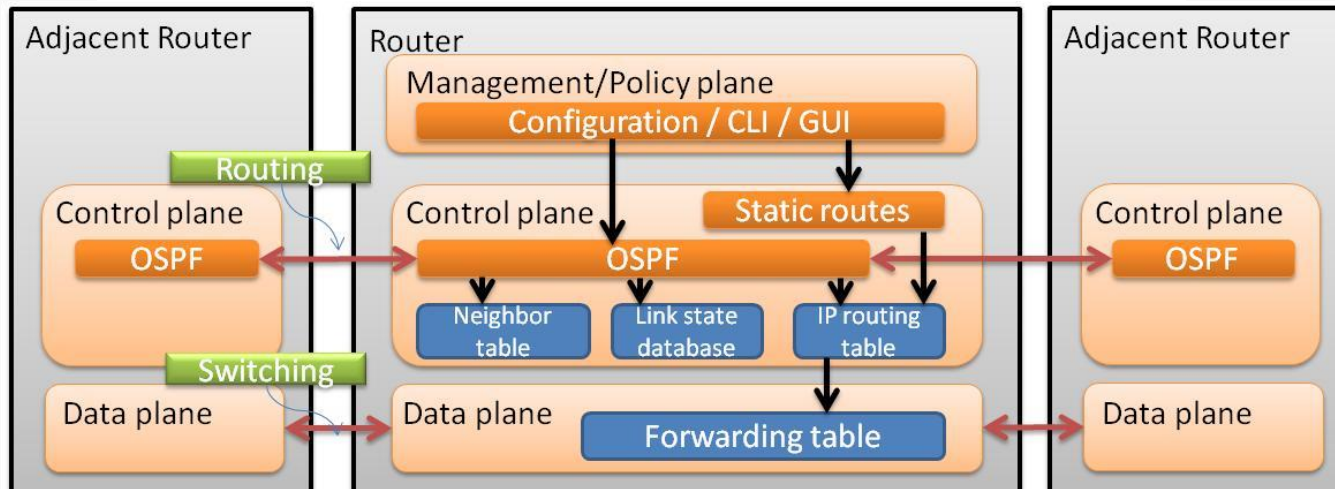 Adjacent Router
Router
Adjacent Router
Management/Policy plane
Configuration / CLI / GUI
Routing
Control plane
Control plane
Static routes
Control plane
OSPF
OSPF
OSPF
Neighbor
table
Link state
database
IP routing
table
Switching
Data plane
Data plane
Forwarding table
Data plane